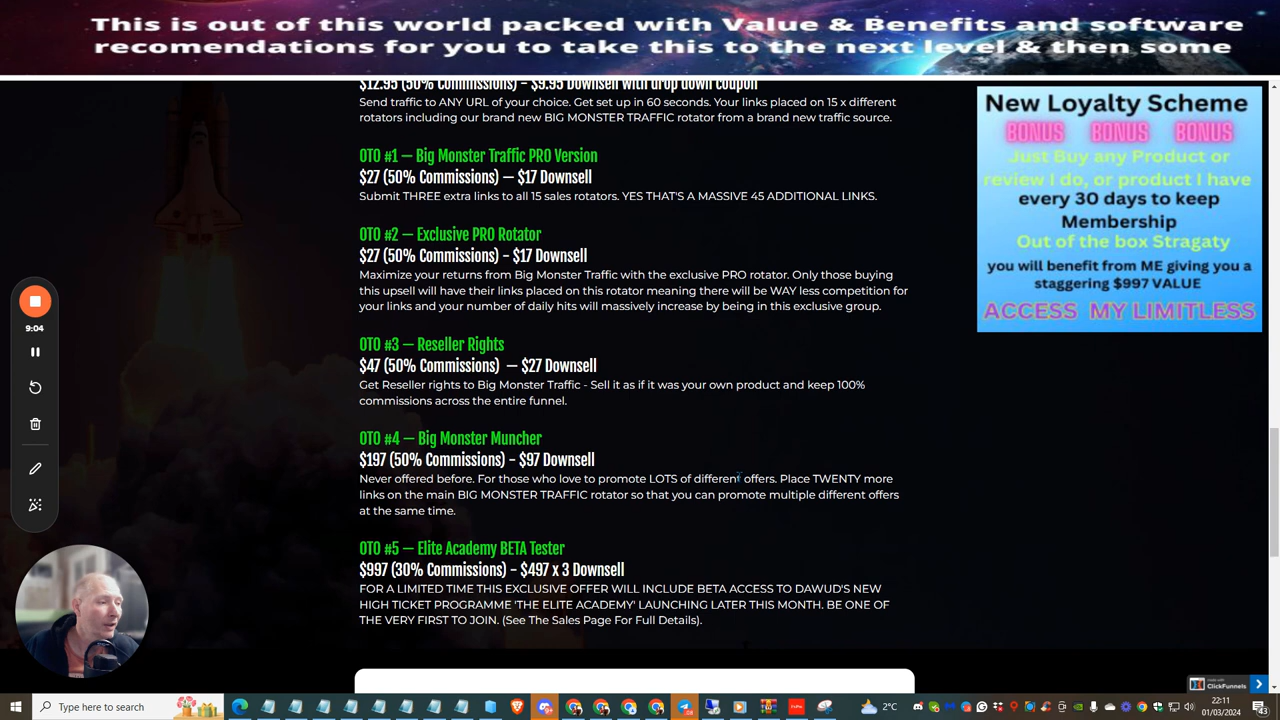 This is out of this world packed with Value & Benefits and software
recomendations for you to take this to the next level & then some
$12.95 (50% Commissions) - $9.95 Downsell with drop down coupon
Send traffic to ANY URL of your choice. Get set up in 60 seconds. Your links placed on 15 x different
rotators including our brand new BIG MONSTER TRAFFIC rotator from a brand new traffic source.
OTO #1 — Big Monster Traffic PRO Version
$27 (50% Commissions) — $17 Downsell
Submit THREE extra links to all 15 sales rotators. YES THAT'S A MASSIVE 45 ADDITIONAL LINKS.
OTO #2 — Exclusive PRO Rotator
$27 (50% Commissions) - $17 Downsell
Maximize your returns from Big Monster Traffic with the exclusive PRO rotator. Only those buying
this upsell will have their links placed on this rotator meaning there will be WAY less competition for
your links and your number of daily hits will massively increase by being in this exclusive group.
OTO #3 — Reseller Rights
$47 (50% Commissions) — $27 Downsell
Get Reseller rights to Big Monster Traffic - Sell it as if it was your own product and keep 100%
commissions across the entire funnel.
OTO #4 — Big Monster Muncher
$197 (50% Commissions) - $97 Downsell
Never offered before. For those who love to promote LOTS of different offers. Place TWENTY more
links on the main BIG MONSTER TRAFFIC rotator so that you can promote multiple different offers
at the same time.
OTO #5 — Elite Academy BETA Tester
$997 (30% Commissions) - $497 x 3 Downsell
FOR A LIMITED TIME THIS EXCLUSIVE OFFER WILL INCLUDE BETA ACCESS TO DAWUD'S NEW
HIGH TICKET PROGRAMME 'THE ELITE ACADEMY' LAUNCHING LATER THIS MONTH. BE ONE OF
THE VERY FIRST TO JOIN. (See The Sales Page For Full Details).
New Loyalty Scheme
BONUS BONUS BONUS
Just Buy any Product or
review I do, or product I have
every 30 days to keep
Membership
Out of the box Stragaty
you will benefit from ME giving you a
staggering $997 VALUE
ACCESS MY LIMITLESS
9:04
made with
ClickFunnels
Type here to search
2°C
22:11
01/03/2024